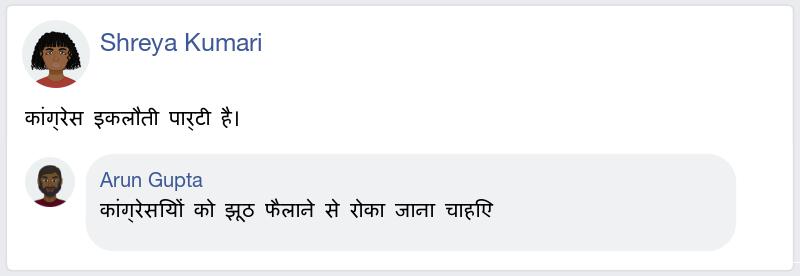 Shreya Kumari
कांग्रेस इकलौती पार्टी है।
Arun Gupta
कांग्रेसियों को झूठ फैलाने से रोका जाना चाहिए